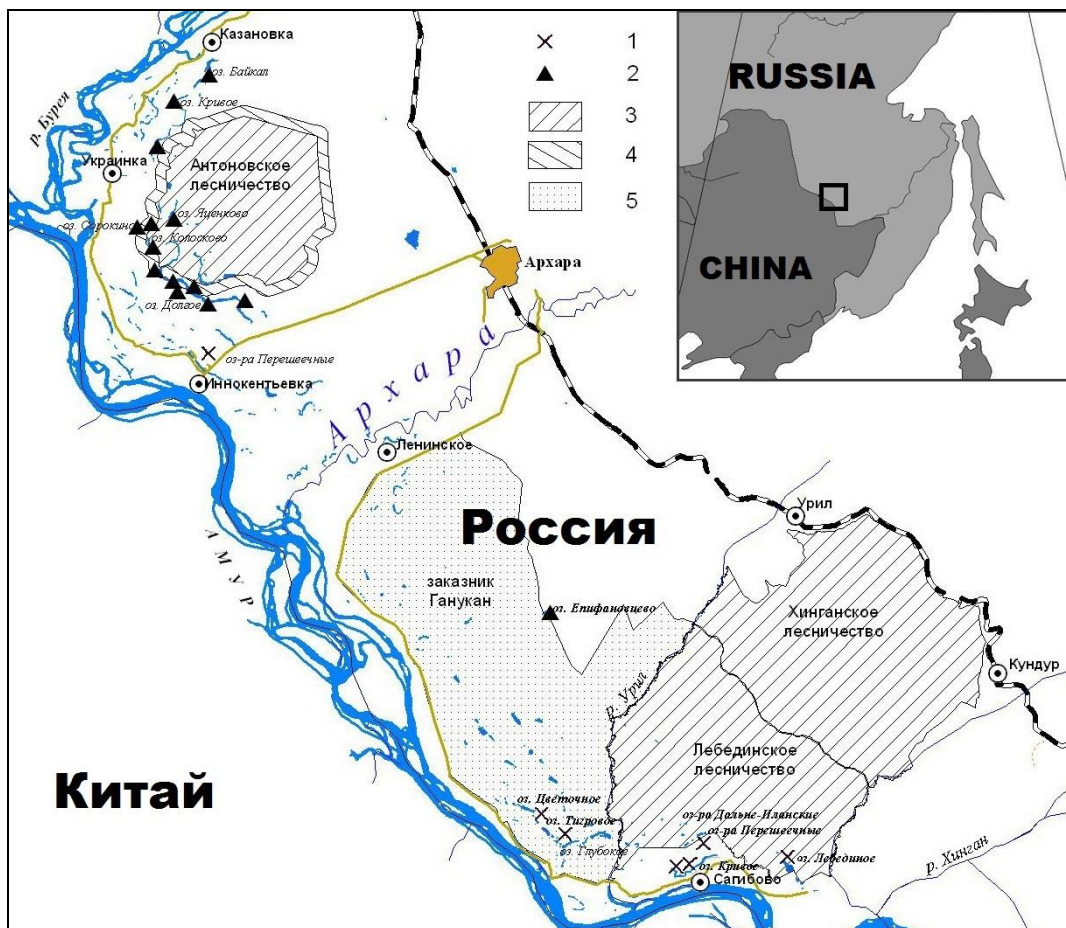 Казановка
оз. Байкал
оз. Кривое
р. Бурея
Украинка
Антоновское
лесничество
оз. Яценково
оз. Сорокино
оз. Колосково
оз. Долгое
оз-ра Перешеечные
Иннокентьевка
1
2
3
4
5
RUSSIA
CHINA
Архара
Архара
Ленинское
АМУР
Россия
Урил
заказник
Ганукан
оз. Епифановцево
Хинганское
лесничество
Кундур
р. Урил
Лебединское
лесничество
Китай
оз. Цветочное
оз. Тигровое
оз. Глубокое
оз-ра Дальне-Иланские
оз-ра Перешеечные
оз. Лебединое
оз. Кривое
Сагибово
р. Хинган